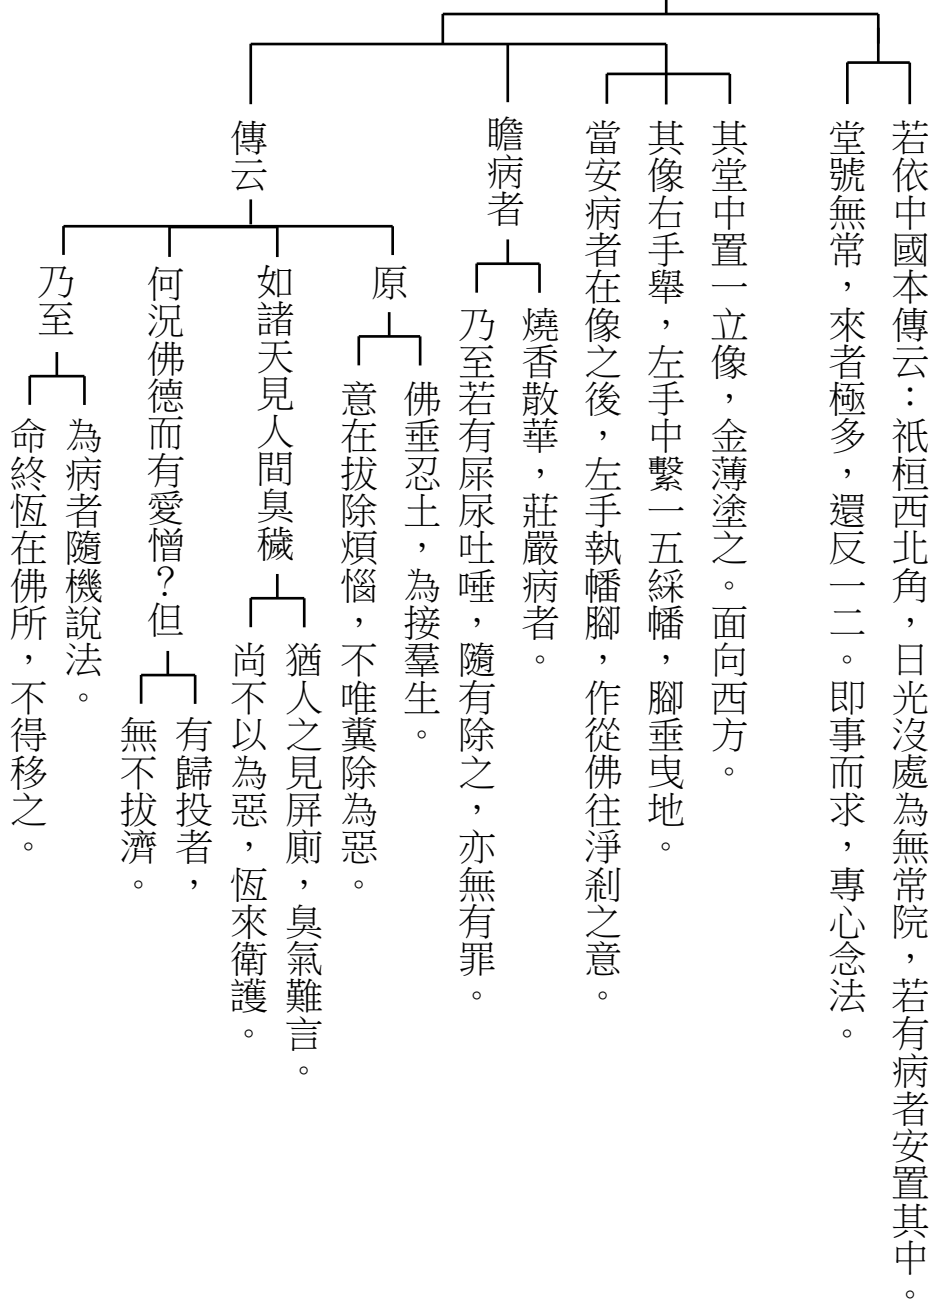 若依中國本傳云：祇桓西北角，日光沒處為無常院，若有病者安置其中。
堂號無常，來者極多，還反一二。即事而求，專心念法。
其堂中置一立像，金薄塗之。面向西方。
其像右手舉，左手中繫一五綵幡，腳垂曳地。
當安病者在像之後，左手執幡腳，作從佛往淨剎之意。
瞻病者
燒香散華，莊嚴病者。
乃至若有屎尿吐唾，隨有除之，亦無有罪。
傳云
原
佛垂忍土，為接羣生。
意在拔除煩惱，不唯糞除為惡。
如諸天見人間臭穢
猶人之見屏廁，臭氣難言。
尚不以為惡，恆來衛護。
何況佛德而有愛憎？但
有歸投者，
無不拔濟。
乃至
為病者隨機說法。
命終恆在佛所，不得移之。